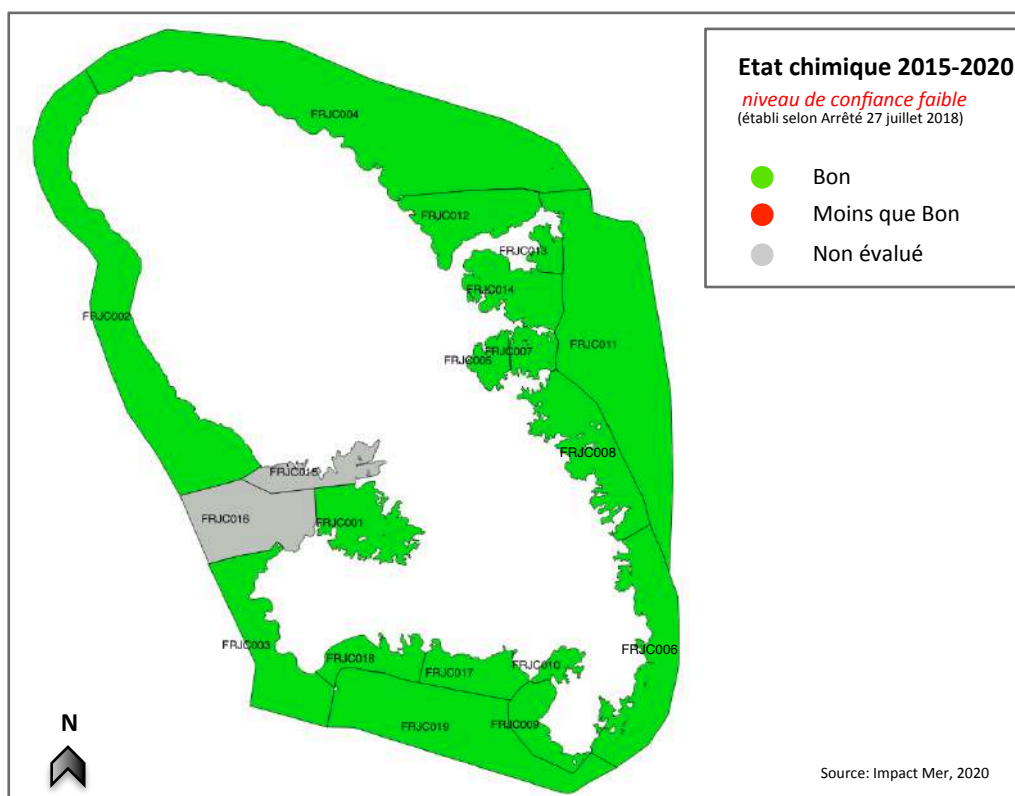 Etat chimique 2015-2020
niveau de confiance faible
(établi selon Arrêté 27 juillet 2018)
Bon
Moins que Bon
Non évalué
FRJC004
FRJC012
FRJC013
FRJC014
FRJC002
FRJC011
FRJC007
FRJC005
FRJC008
FRJC015
FRJC016
FRJC001
FRJC003
FRJC006
FRJC018
FRJC010
FRJC017
FRJC019
FRJC009
N
Source: Impact Mer, 2020